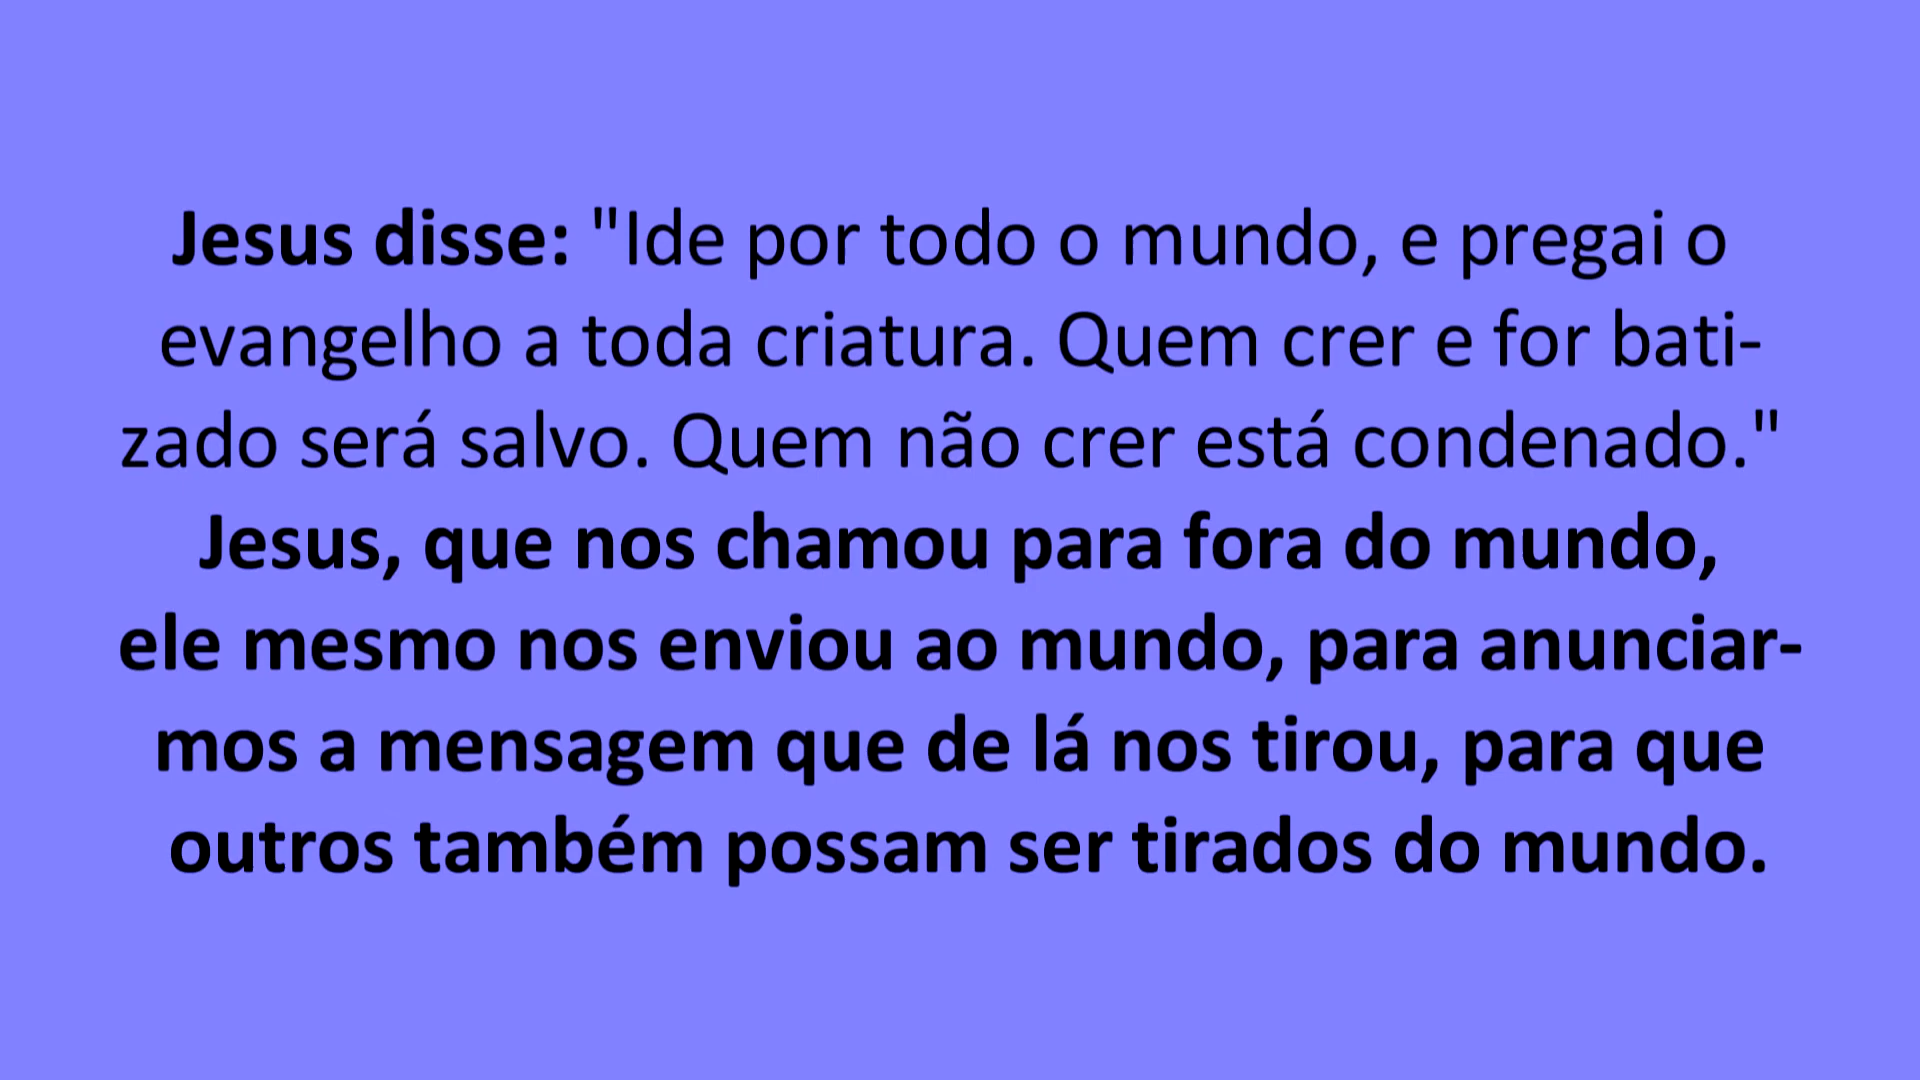 Jesus disse: "Ide por todo o mundo, e pregai o
evangelho a toda criatura. Quem crer e for bati-
zado será salvo. Quem não crer está condenado."
Jesus, que nos chamou para fora do mundo,
ele mesmo nos enviou ao mundo, para anunciar-
mos a mensagem que de lá nos tirou, para que
outros também possam ser tirados do mundo.